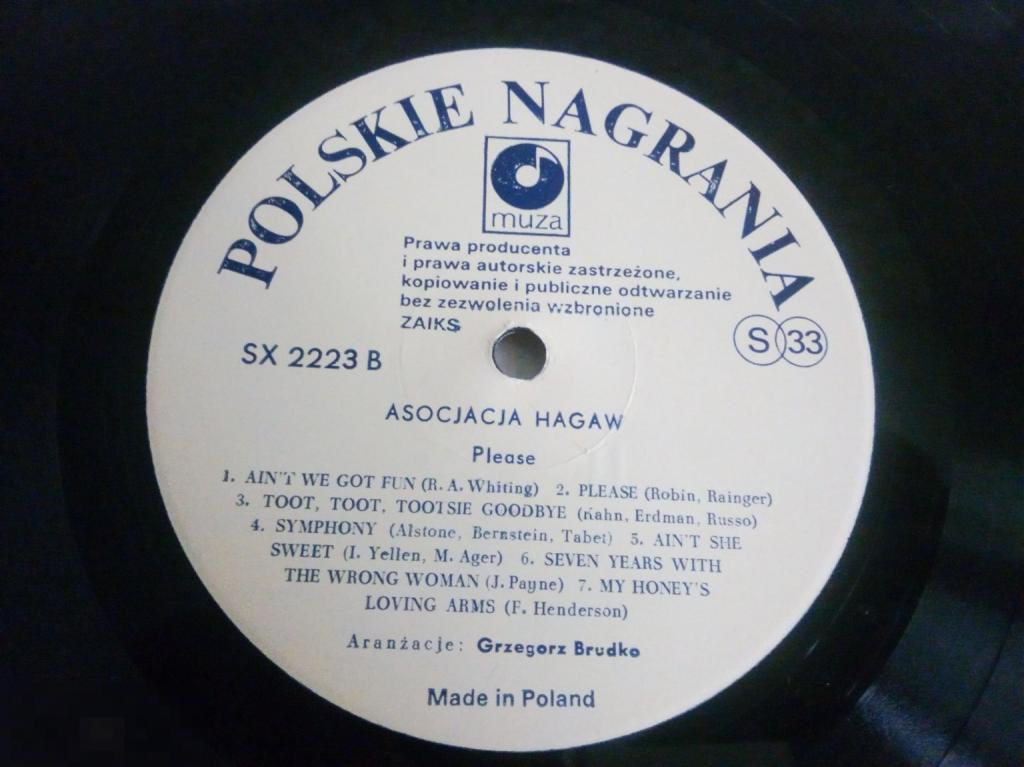 POLSKIE NAGRANIA
muza
Prawa producenta
i prawa autorskie zastrzeżone,
kopiowanie i publiczne odtwarzanie
bez zezwolenia wzbronione
ZAIKS
S 33
SX 2223 B
ASOCJACJA HAGAW
Please
1. AIN'T WE GOT FUN (R. A. Whiting) 2. PLEASE (Robin, Rainger)
3. TOOT, TOOT, TOOTSIE GOODBYE (Kahn, Erdman, Russo)
4. SYMPHONY (Alstone, Bernstein, Tabet) 5. AIN'T SHE
SWEET (I. Yellen, M. Ager) 6. SEVEN YEARS WITH
THE WRONG WOMAN (J. Payne) 7. MY HONEY'S
LOVING ARMS (F. Henderson)
Aranżacje: Grzegorz Brudko
Made in Poland